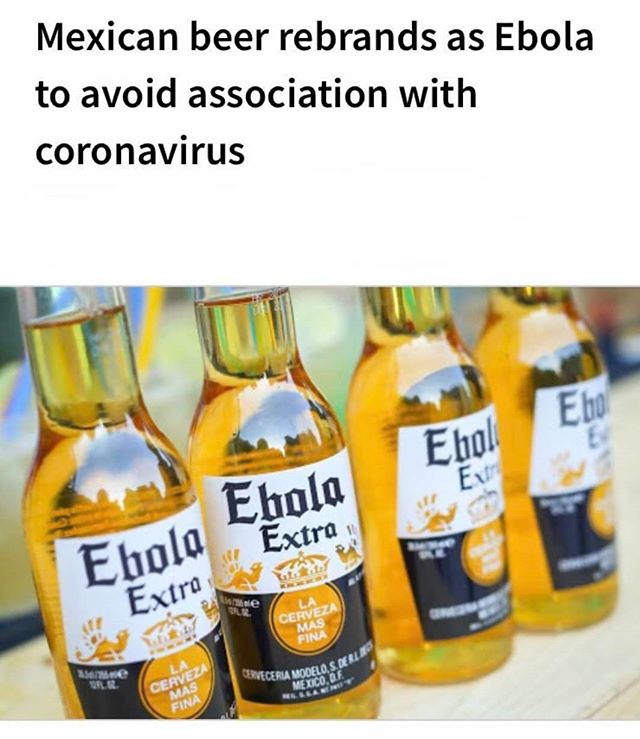 Mexican beer rebrands as Ebola
to avoid association with
coronavirus
Ebola
Extra
LA
CERVEZA
MAS
FINA
Ebola
Extra
LA
CERVEZA
MAS
FINA
CERVECERIA MODELO, S. DE R.L.
MEXICO, D.F.
Ebol
Ext
Ebo
E